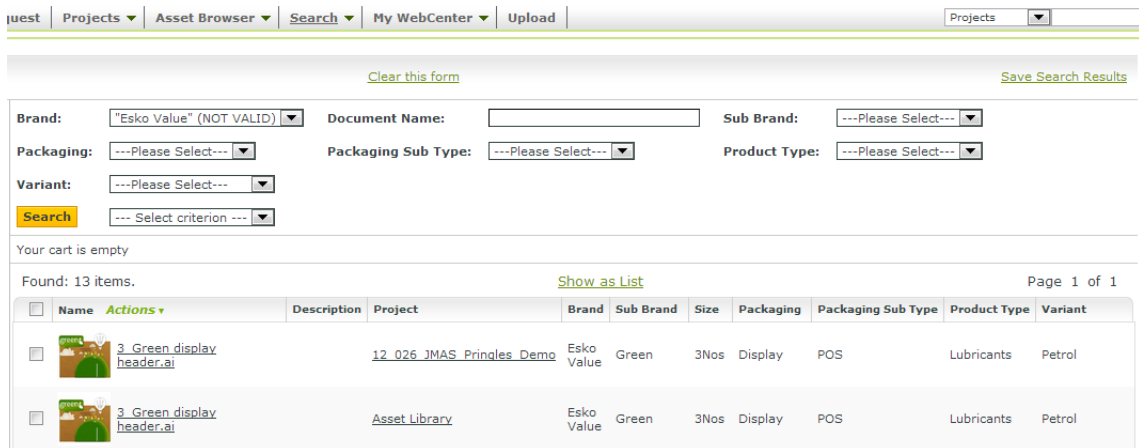 quest Projects ▼ Asset Browser ▼ Search ▼ My WebCenter ▼ Upload Projects
Clear this form Save Search Results
Brand: "Esko Value" (NOT VALID) Document Name: Sub Brand: ---Please Select---
Packaging: ---Please Select--- Packaging Sub Type: ---Please Select--- Product Type: ---Please Select---
Variant: ---Please Select---
Search --- Select criterion ---
Your cart is empty
Found: 13 items. Show as List Page 1 of 1
Name Actions ▾ Description Project Brand Sub Brand Size Packaging Packaging Sub Type Product Type Variant
3_Green display header.ai 12_026_JMAS_Pringles_Demo Esko Value Green 3Nos Display POS Lubricants Petrol
3_Green display header.ai Asset Library Esko Value Green 3Nos Display POS Lubricants Petrol